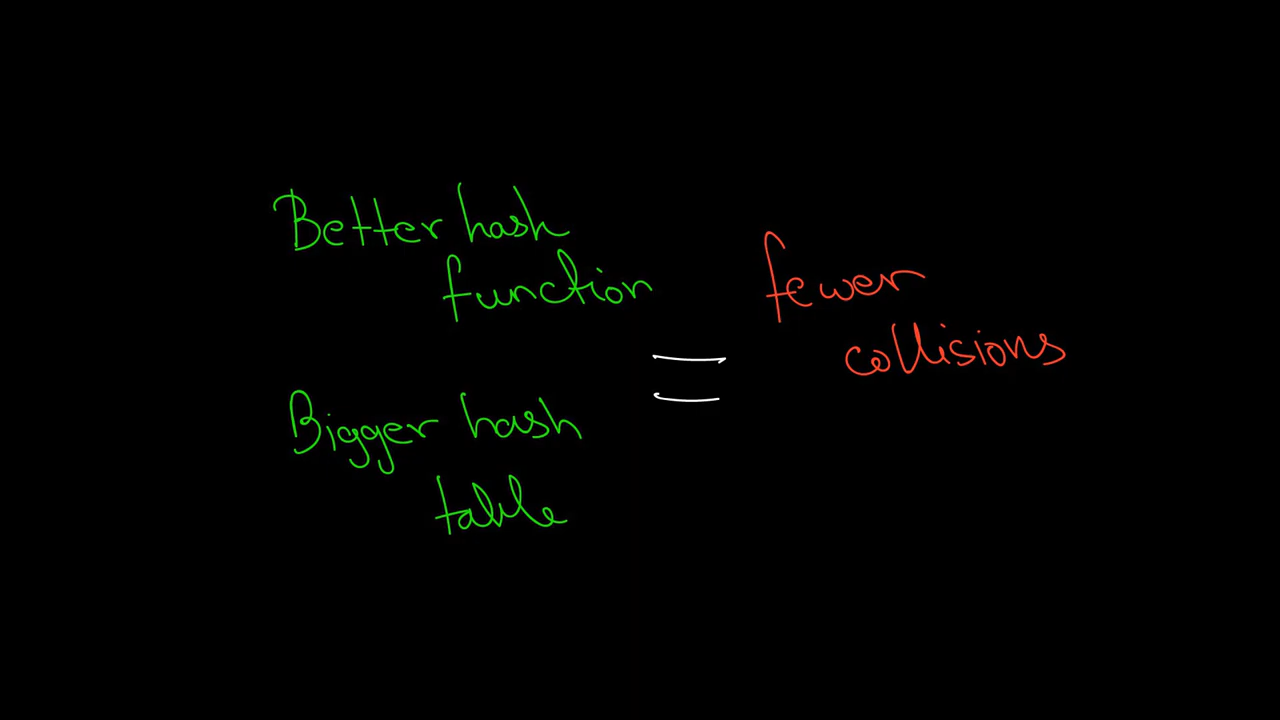 Better hash
function
fewer
collisions
=
Bigger hash
table